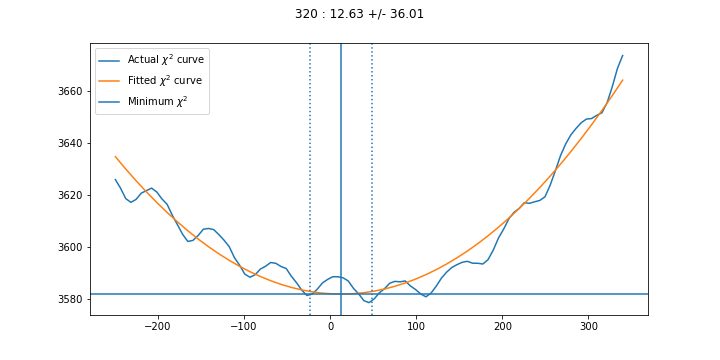 320 : 12.63 +/- 36.01
Actual χ² curve
Fitted χ² curve
Minimum χ²
3660
3640
3620
3600
3580
−200 −100 0 100 200 300